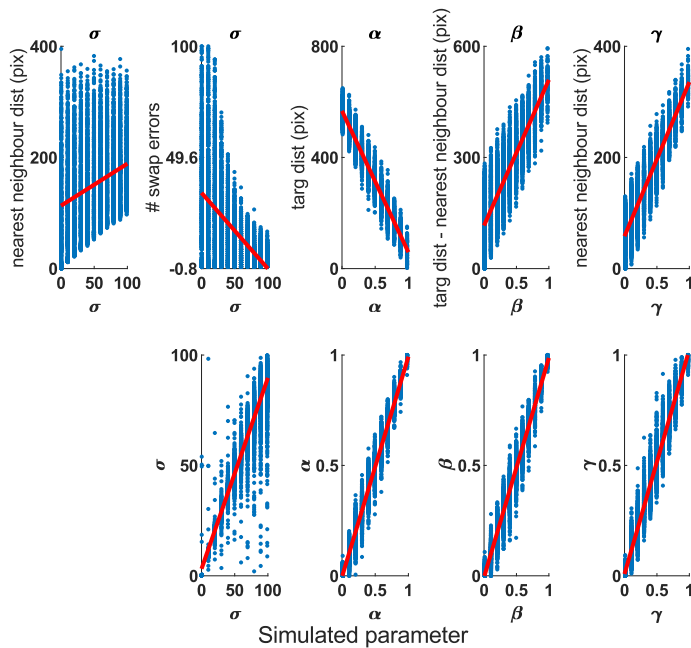 σ
σ
α
β
γ
nearest neighbour dist (pix)
400
200
0
0 50 100
σ
# swap errors
100
49.6
-0.8
0 50 100
σ
targ dist (pix)
800
400
0
0 0.5 1
α
targ dist - nearest neighbour dist (pix)
600
300
0
0 0.5 1
β
nearest neighbour dist (pix)
400
200
0
0 0.5 1
γ
σ
100
50
0
0 50 100
σ
α
1
0.5
0
0 0.5 1
α
β
1
0.5
0
0 0.5 1
β
γ
1
0.5
0
0 0.5 1
γ
Simulated parameter